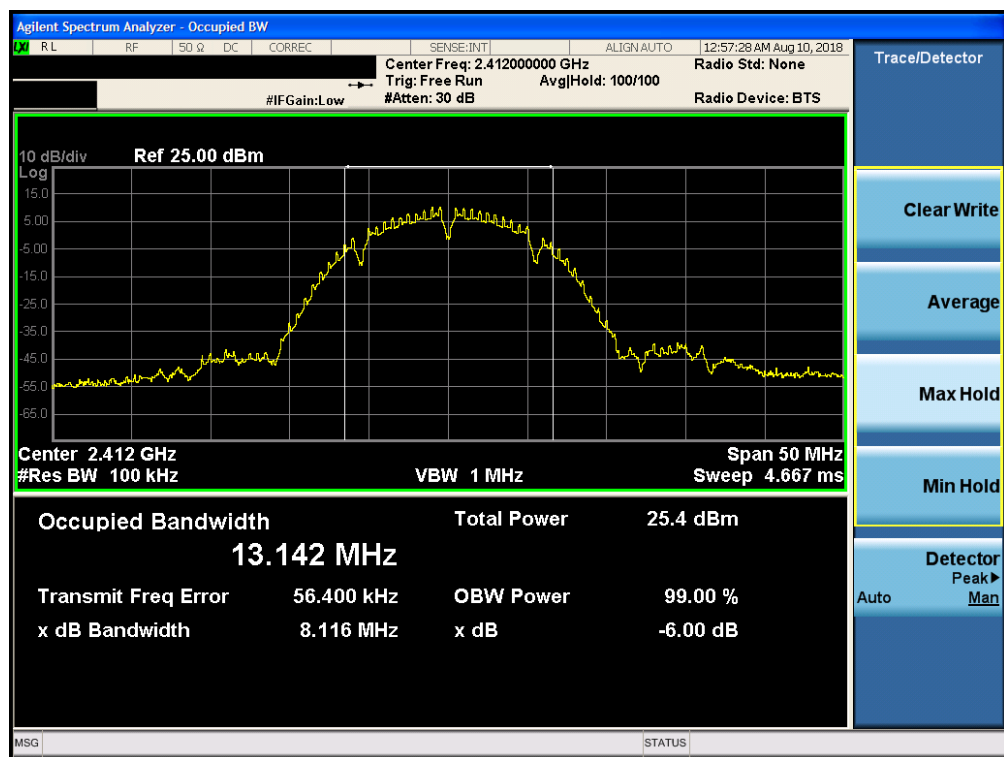 Agilent Spectrum Analyzer - Occupied BW
LXI RL RF 50 Ω DC CORREC SENSE:INT ALIGN AUTO 12:57:28 AM Aug 10, 2018
Center Freq: 2.412000000 GHz Radio Std: None
Trig: Free Run Avg|Hold: 100/100
#IFGain:Low #Atten: 30 dB Radio Device: BTS
10 dB/div Ref 25.00 dBm
Log
15.0
5.00
-5.00
-15.0
-25.0
-35.0
-45.0
-55.0
-65.0
Center 2.412 GHz Span 50 MHz
#Res BW 100 kHz VBW 1 MHz Sweep 4.667 ms
Occupied Bandwidth Total Power 25.4 dBm
13.142 MHz
Transmit Freq Error 56.400 kHz OBW Power 99.00 %
x dB Bandwidth 8.116 MHz x dB -6.00 dB
MSG STATUS
Trace/Detector
Clear Write
Average
Max Hold
Min Hold
Detector
Peak▶
Auto Man